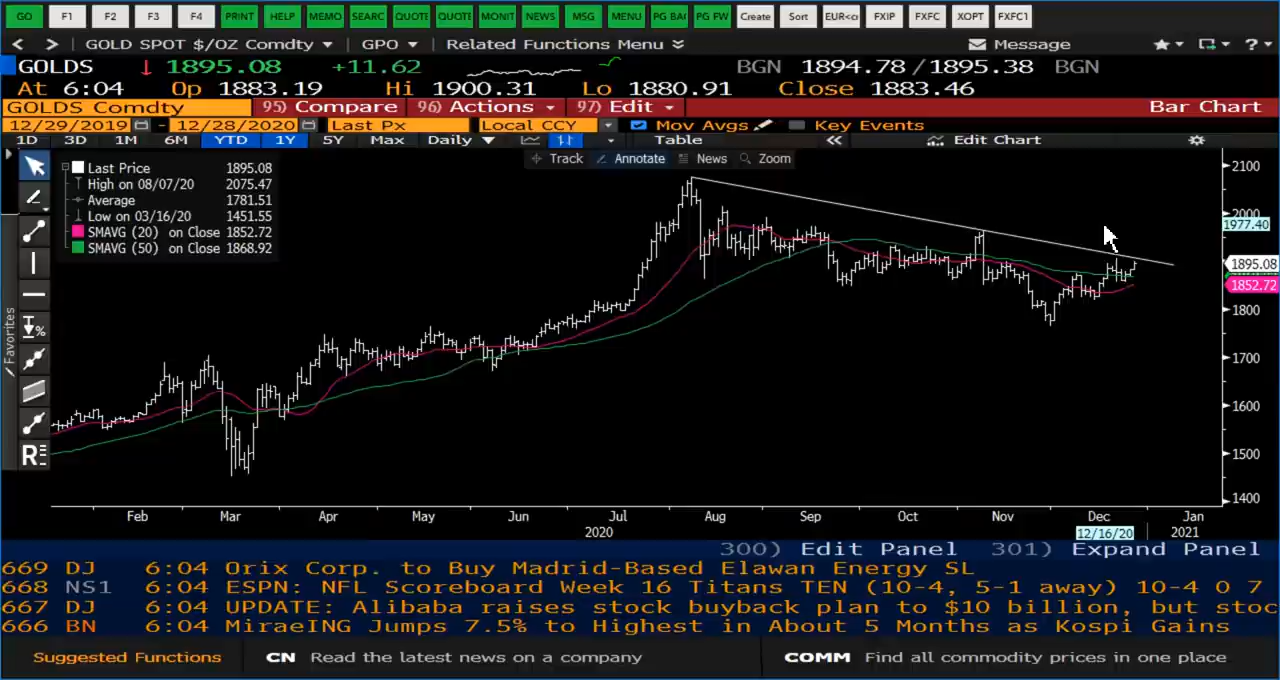 GO F1 F2 F3 F4 PRINT HELP MEMO SEARC QUOTE QUOTE MONIT NEWS MSG MENU PG BA PG FW Create Sort EUR<cr FXIP FXFC XOPT FXFC1
< > GOLD SPOT $/OZ Comdty GPO Related Functions Menu Message ?
GOLDS ↓ 1895.08 +11.62 BGN 1894.78 /1895.38 BGN
At 6:04 Op 1883.19 Hi 1900.31 Lo 1880.91 Close 1883.46
GOLDS Comdty 95) Compare 96) Actions 97) Edit Bar Chart
12/29/2019 - 12/28/2020 Last Px Local CCY Mov Avgs Key Events
1D 3D 1M 6M YTD 1Y 5Y Max Daily Table Edit Chart
Track Annotate News Zoom
Last Price 1895.08
High on 08/07/20 2075.47
Average 1781.51
Low on 03/16/20 1451.55
SMAVG (20) on Close 1852.72
SMAVG (50) on Close 1868.92
Favorites
%
R
2100
2000
1977.40
1895.08
1852.72
1800
1700
1600
1500
1400
Feb Mar Apr May Jun Jul Aug Sep Oct Nov Dec Jan
2020 12/16/20 2021
300) Edit Panel 301) Expand Panel
669 DJ 6:04 Orix Corp. to Buy Madrid-Based Elawan Energy SL
668 NS1 6:04 ESPN: NFL Scoreboard Week 16 Titans TEN (10-4, 5-1 away) 10-4 0 7
667 DJ 6:04 UPDATE: Alibaba raises stock buyback plan to $10 billion, but stoc
666 BN 6:04 MiraeING Jumps 7.5% to Highest in About 5 Months as Kospi Gains
Suggested Functions CN Read the latest news on a company COMM Find all commodity prices in one place